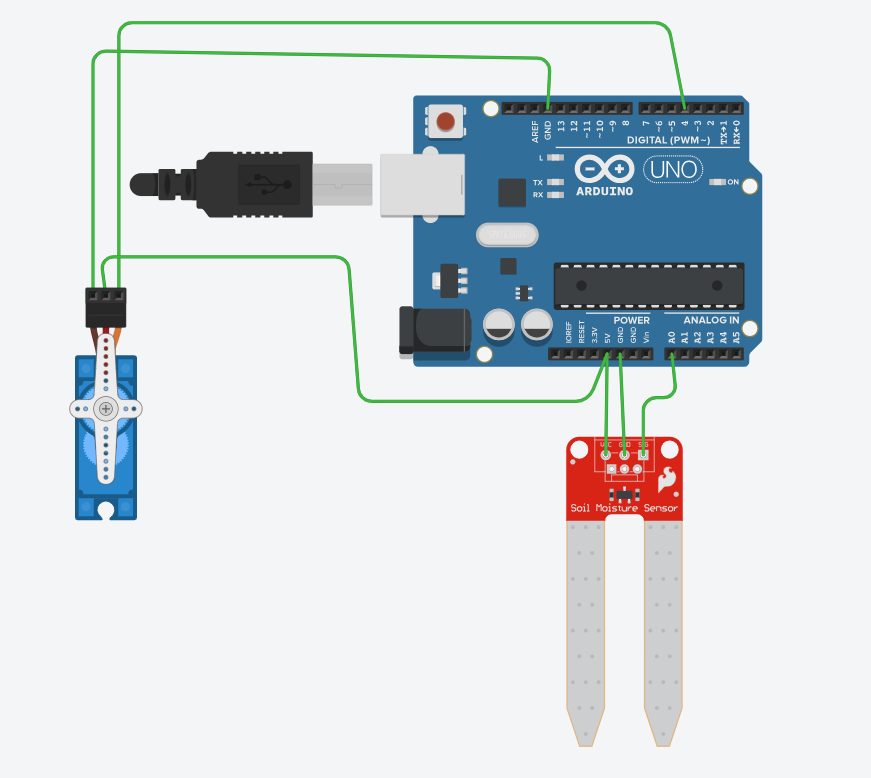 AREF
GND
13
12
~11
~10
~9
8
7
~6
~5
4
~3
2
TX→1
RX←0
DIGITAL (PWM~)
L
TX
RX
ARDUINO
UNO
ON
POWER
ANALOG IN
IOREF
RESET
3.3V
5V
GND
GND
Vin
A0
A1
A2
A3
A4
A5
VCC GND SIG
Soil Moisture Sensor